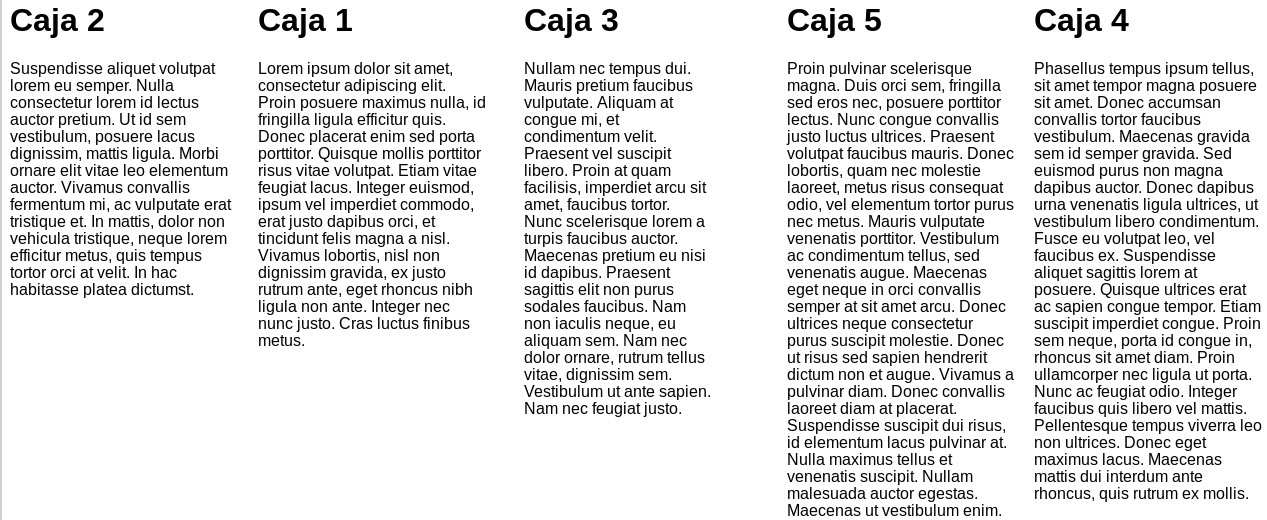 Caja 2
Suspendisse aliquet volutpat
lorem eu semper. Nulla
consectetur lorem id lectus
auctor pretium. Ut id sem
vestibulum, posuere lacus
dignissim, mattis ligula. Morbi
ornare elit vitae leo elementum
auctor. Vivamus convallis
fermentum mi, ac vulputate erat
tristique et. In mattis, dolor non
vehicula tristique, neque lorem
efficitur metus, quis tempus
tortor orci at velit. In hac
habitasse platea dictumst.
Caja 1
Lorem ipsum dolor sit amet,
consectetur adipiscing elit.
Proin posuere maximus nulla, id
fringilla ligula efficitur quis.
Donec placerat enim sed porta
porttitor. Quisque mollis porttitor
risus vitae volutpat. Etiam vitae
feugiat lacus. Integer euismod,
ipsum vel imperdiet commodo,
erat justo dapibus orci, et
tincidunt felis magna a nisl.
Vivamus lobortis, nisl non
dignissim gravida, ex justo
rutrum ante, eget rhoncus nibh
ligula non ante. Integer nec
nunc justo. Cras luctus finibus
metus.
Caja 3
Nullam nec tempus dui.
Mauris pretium faucibus
vulputate. Aliquam at
congue mi, et
condimentum velit.
Praesent vel suscipit
libero. Proin at quam
facilisis, imperdiet arcu sit
amet, faucibus tortor.
Nunc scelerisque lorem a
turpis faucibus auctor.
Maecenas pretium eu nisi
id dapibus. Praesent
sagittis elit non purus
sodales faucibus. Nam
non iaculis neque, eu
aliquam sem. Nam nec
dolor ornare, rutrum tellus
vitae, dignissim sem.
Vestibulum ut ante sapien.
Nam nec feugiat justo.
Caja 5
Proin pulvinar scelerisque
magna. Duis orci sem, fringilla
sed eros nec, posuere porttitor
lectus. Nunc congue convallis
justo luctus ultrices. Praesent
volutpat faucibus mauris. Donec
lobortis, quam nec molestie
laoreet, metus risus consequat
odio, vel elementum tortor purus
nec metus. Mauris vulputate
venenatis porttitor. Vestibulum
ac condimentum tellus, sed
venenatis augue. Maecenas
eget neque in orci convallis
semper at sit amet arcu. Donec
ultrices neque consectetur
purus suscipit molestie. Donec
ut risus sed sapien hendrerit
dictum non et augue. Vivamus a
pulvinar diam. Donec convallis
laoreet diam at placerat.
Suspendisse suscipit dui risus,
id elementum lacus pulvinar at.
Nulla maximus tellus et
venenatis suscipit. Nullam
malesuada auctor egestas.
Maecenas ut vestibulum enim.
Caja 4
Phasellus tempus ipsum tellus,
sit amet tempor magna posuere
sit amet. Donec accumsan
convallis tortor faucibus
vestibulum. Maecenas gravida
sem id semper gravida. Sed
euismod purus non magna
dapibus auctor. Donec dapibus
urna venenatis ligula ultrices, ut
vestibulum libero condimentum.
Fusce eu volutpat leo, vel
faucibus ex. Suspendisse
aliquet sagittis lorem at
posuere. Quisque ultrices erat
ac sapien congue tempor. Etiam
suscipit imperdiet congue. Proin
sem neque, porta id congue in,
rhoncus sit amet diam. Proin
ullamcorper nec ligula ut porta.
Nunc ac feugiat odio. Integer
faucibus quis libero vel mattis.
Pellentesque tempus viverra leo
non ultrices. Donec eget
maximus lacus. Maecenas
mattis dui interdum ante
rhoncus, quis rutrum ex mollis.